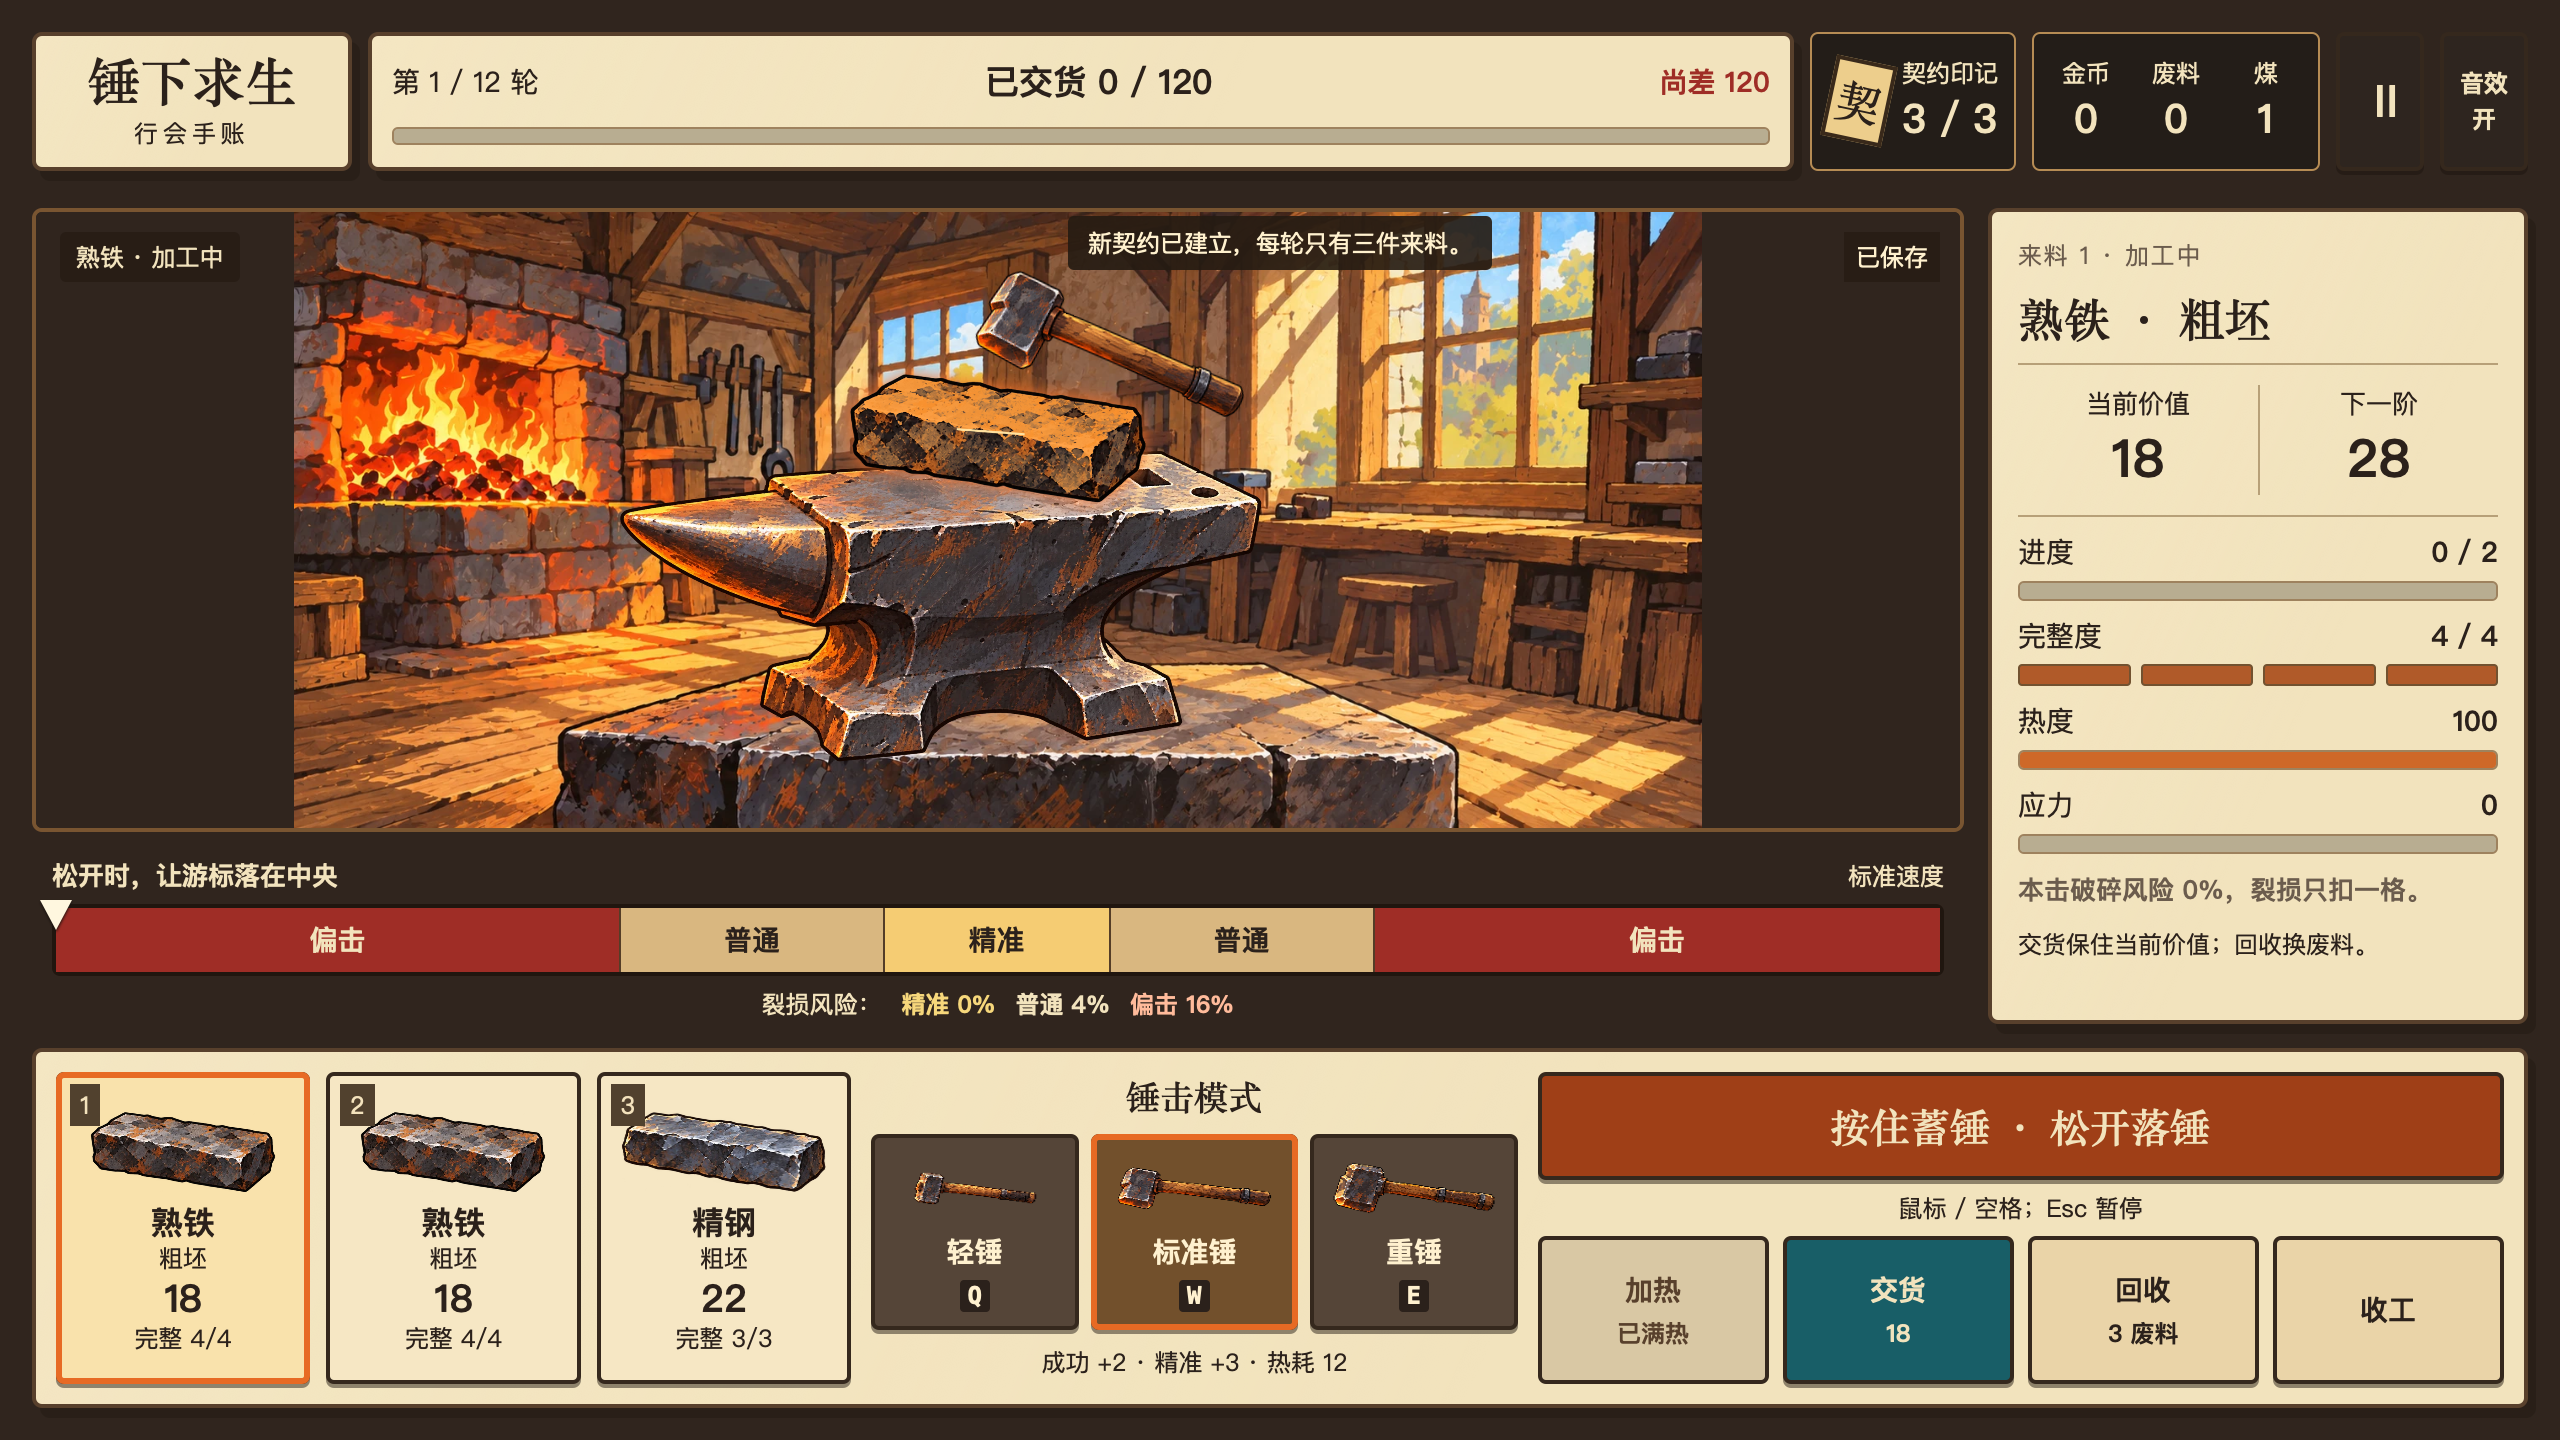 锤下求生
行会手账
第 1 / 12 轮
已交货 0 / 120
尚差 120
契
契约印记
3 / 3
金币
废料
煤
0
0
1
音效
开
熟铁 · 加工中
新契约已建立，每轮只有三件来料。
已保存
来料 1 · 加工中
熟铁 · 粗坯
当前价值
下一阶
18
28
进度
0 / 2
完整度
4 / 4
热度
100
应力
0
本击破碎风险 0%，裂损只扣一格。
交货保住当前价值；回收换废料。
松开时，让游标落在中央
标准速度
偏击
普通
精准
普通
偏击
裂损风险： 精准 0% 普通 4% 偏击 16%
1
熟铁
粗坯
18
完整 4/4
2
熟铁
粗坯
18
完整 4/4
3
精钢
粗坯
22
完整 3/3
锤击模式
轻锤
Q
标准锤
W
重锤
E
成功 +2 · 精准 +3 · 热耗 12
按住蓄锤 · 松开落锤
鼠标 / 空格；Esc 暂停
加热
已满热
交货
18
回收
3 废料
收工